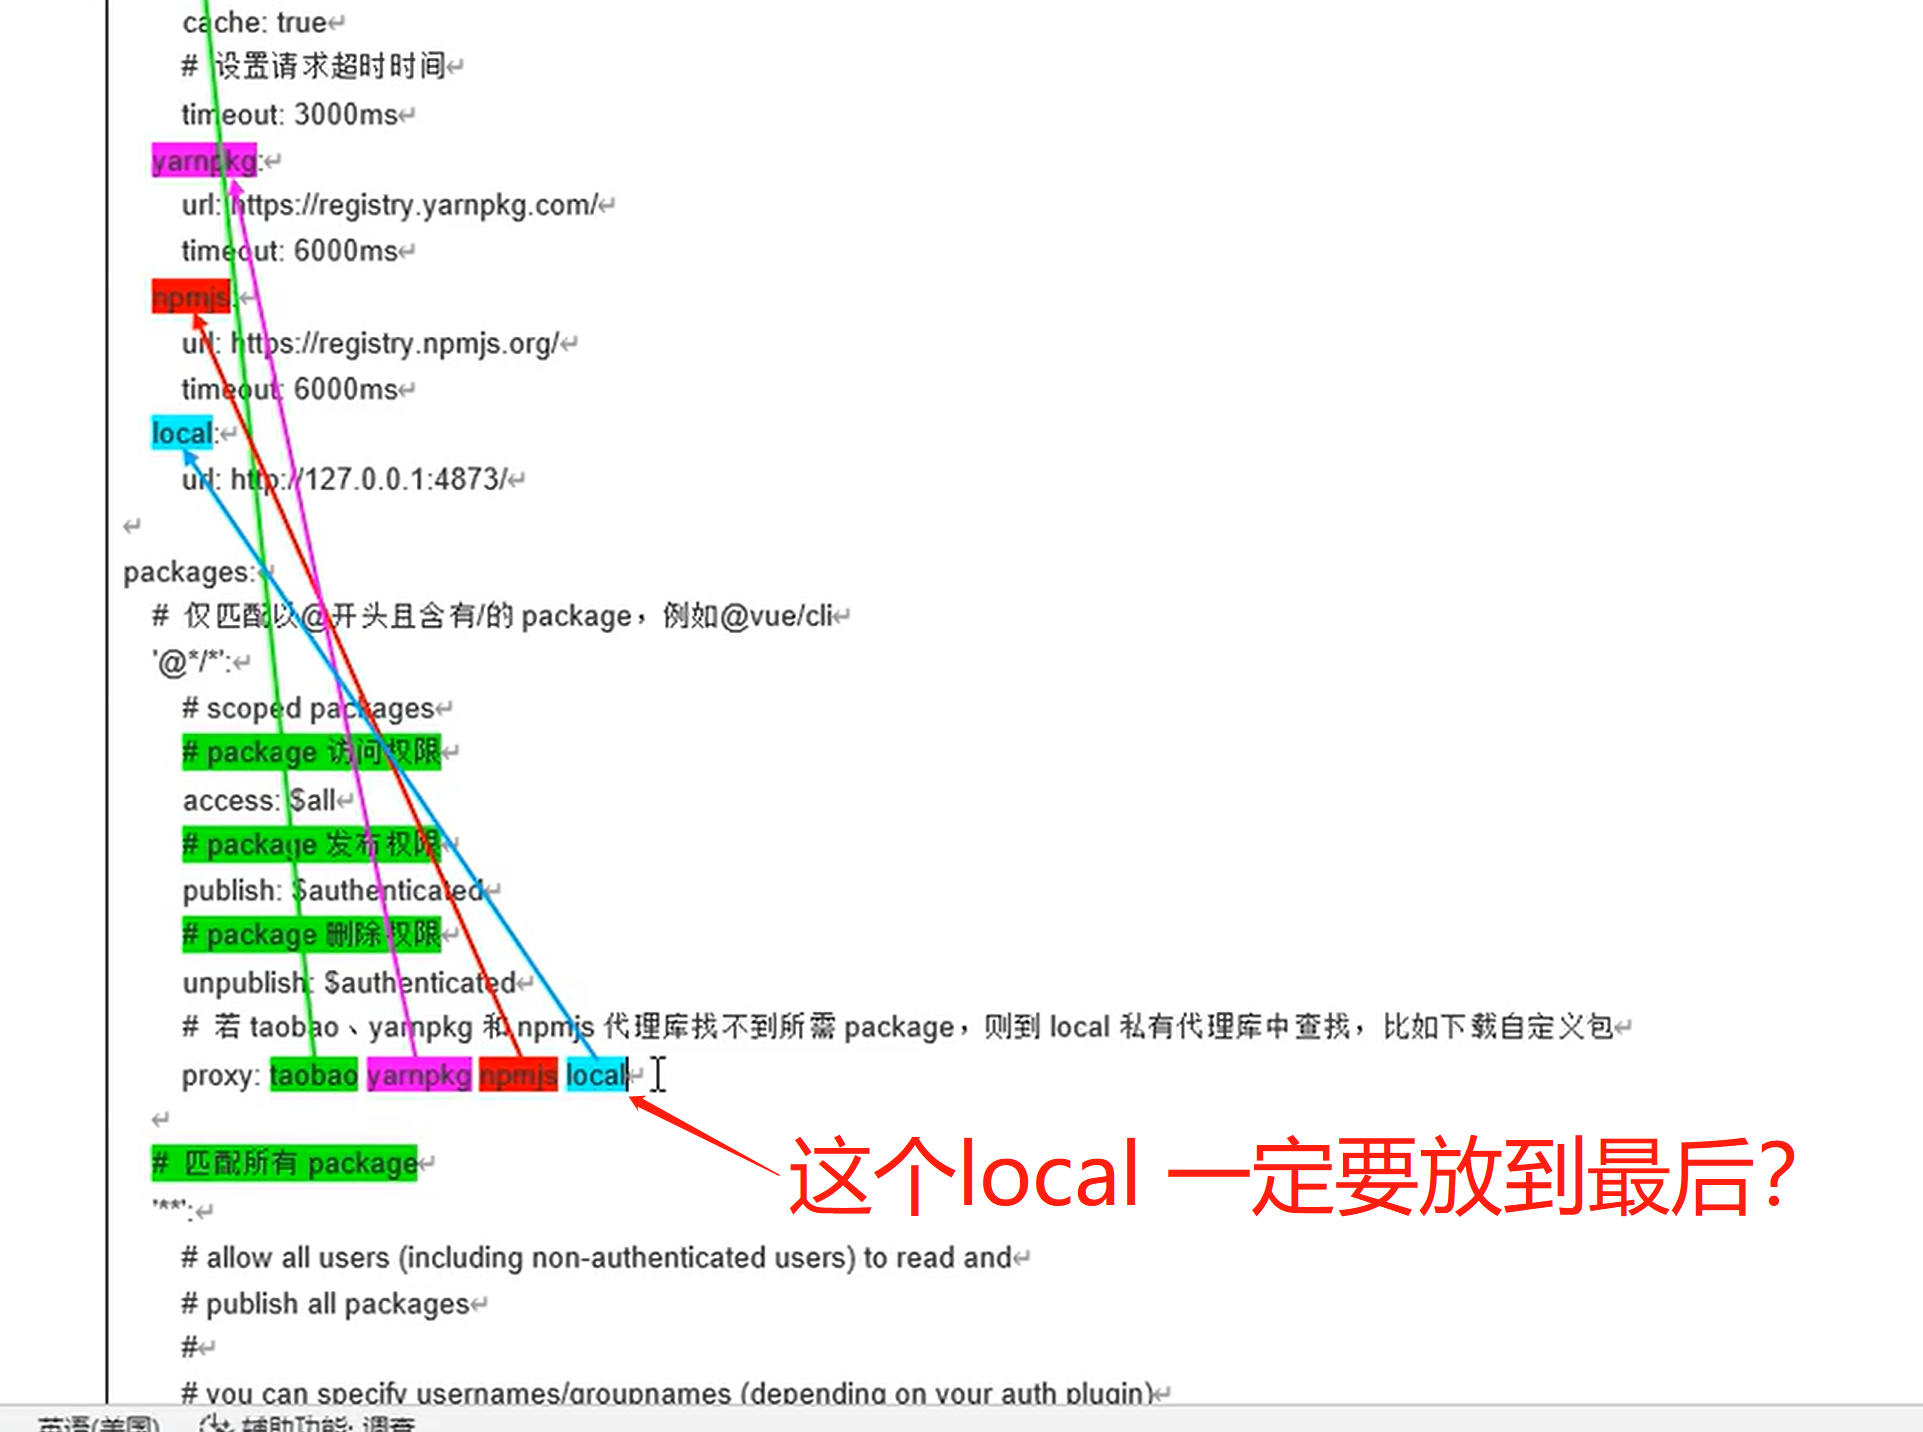 cache: true
# 设置请求超时时间
timeout: 3000ms
yarnpkg:
url: https://registry.yarnpkg.com/
timeout: 6000ms
npmjs:
url: https://registry.npmjs.org/
timeout: 6000ms
local:
url: http://127.0.0.1:4873/
packages:
# 仅匹配以@开头且含有/的 package，例如@vue/cli
'@*/*':
# scoped packages
# package 访问权限
access: $all
# package 发布权限
publish: $authenticated
# package 删除权限
unpublish: $authenticated
# 若 taobao、yarnpkg 和 npmjs 代理库找不到所需 package，则到 local 私有代理库中查找，比如下载自定义包
proxy: taobao yarnpkg npmjs local
这个local 一定要放到最后?
# 匹配所有 package
'**':
# allow all users (including non-authenticated users) to read and
# publish all packages
#
# you can specify usernames/groupnames (depending on your auth plugin)
英语(美国) 辅助功能: 调查